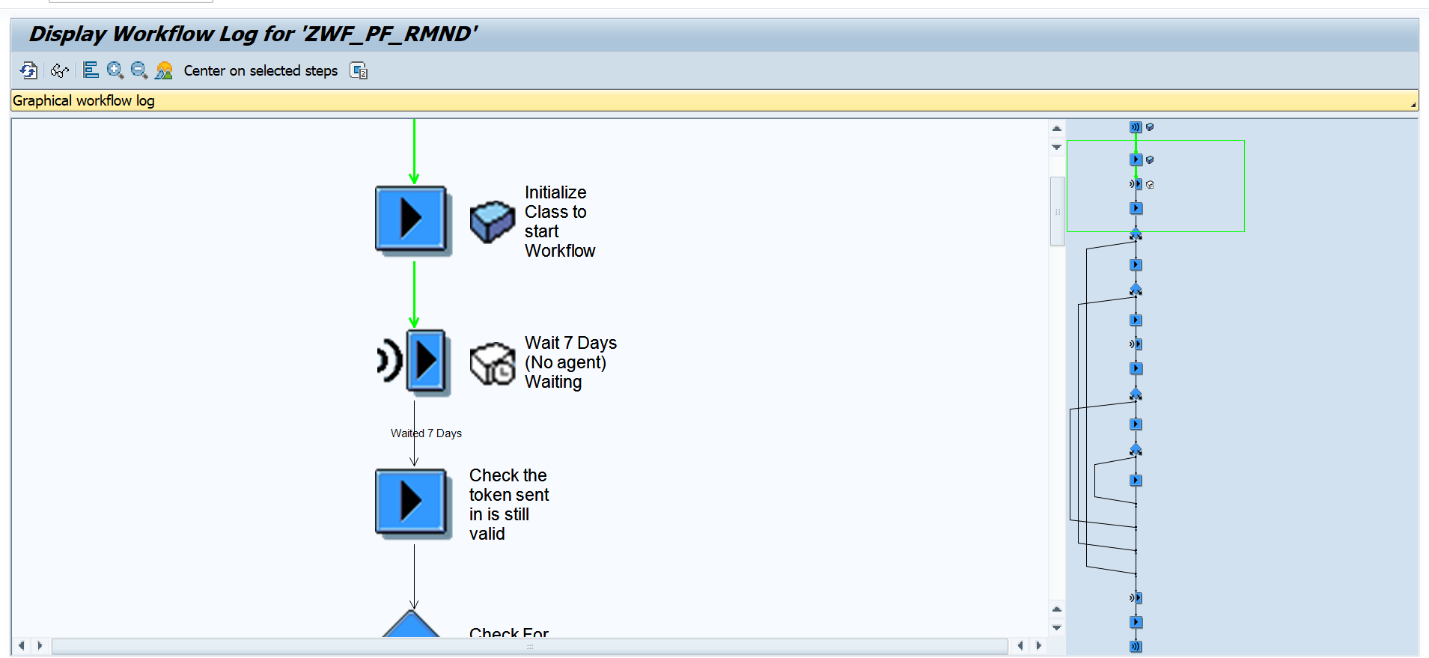 Display Workflow Log for 'ZWF_PF_RMND'
Center on selected steps
Graphical workflow log
Initialize
Class to
start
Workflow
Wait 7 Days
(No agent)
Waiting
Waited 7 Days
Check the
token sent
in is still
valid
Check For